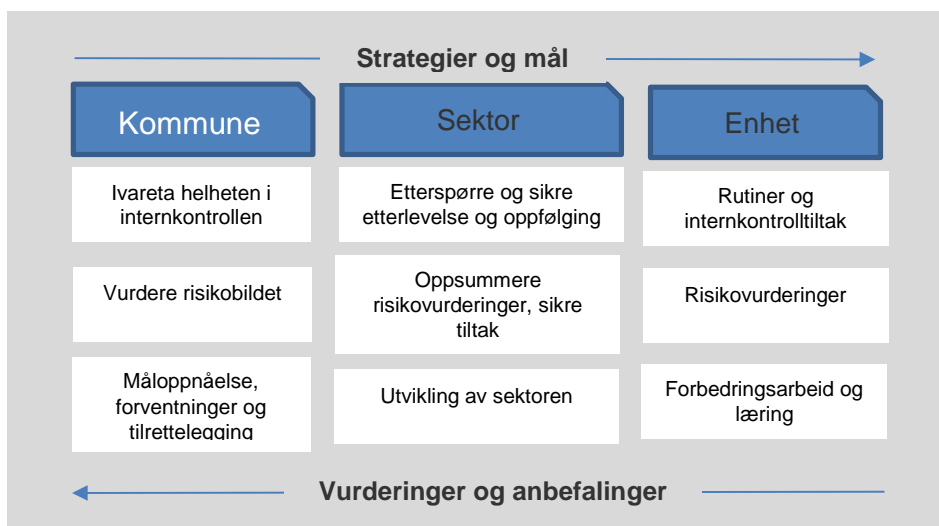 Strategier og mål
Kommune
Sektor
Enhet
Ivareta helheten i
internkontrollen
Etterspørre og sikre
etterlevelse og oppfølging
Rutiner og
internkontrolltiltak
Vurdere risikobildet
Oppsummere
risikovurderinger, sikre
tiltak
Risikovurderinger
Måloppnåelse,
forventninger og
tilrettelegging
Utvikling av sektoren
Forbedringsarbeid og
læring
Vurderinger og anbefalinger